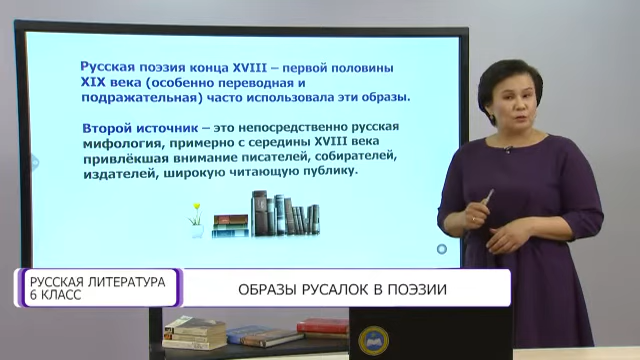 Русская поэзия конца XVIII – первой половины
XIX века (особенно переводная и
подражательная) часто использовала эти образы.
Второй источник – это непосредственно русская
мифология, примерно с середины XVIII века
привлёкшая внимание писателей, собирателей,
издателей, широкую читающую публику.
РУССКАЯ ЛИТЕРАТУРА
6 КЛАСС
ОБРАЗЫ РУСАЛОК В ПОЭЗИИ